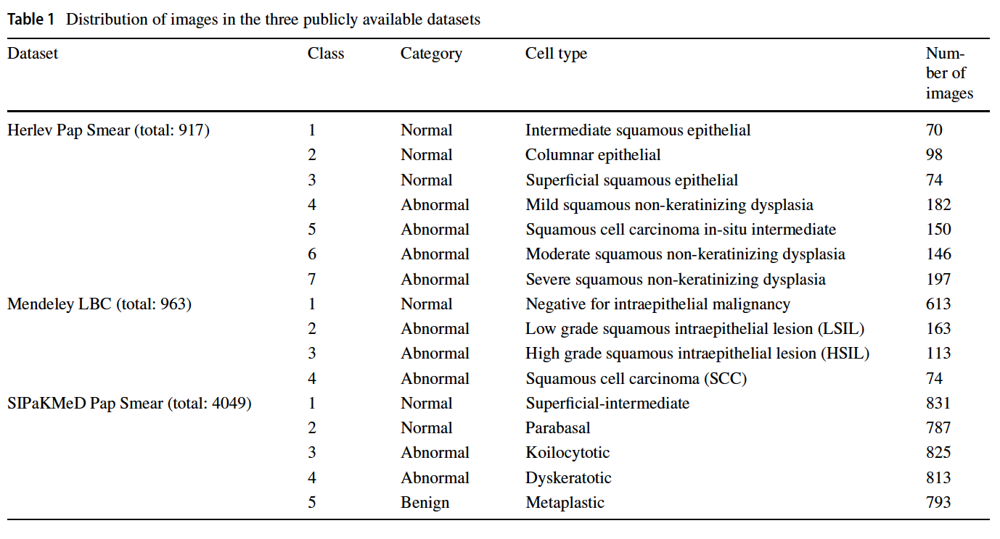 Table 1 Distribution of images in the three publicly available datasets
Dataset Class Category Cell type Num-
ber of
images
Herlev Pap Smear (total: 917) 1 Normal Intermediate squamous epithelial 70
2 Normal Columnar epithelial 98
3 Normal Superficial squamous epithelial 74
4 Abnormal Mild squamous non-keratinizing dysplasia 182
5 Abnormal Squamous cell carcinoma in-situ intermediate 150
6 Abnormal Moderate squamous non-keratinizing dysplasia 146
7 Abnormal Severe squamous non-keratinizing dysplasia 197
Mendeley LBC (total: 963) 1 Normal Negative for intraepithelial malignancy 613
2 Abnormal Low grade squamous intraepithelial lesion (LSIL) 163
3 Abnormal High grade squamous intraepithelial lesion (HSIL) 113
4 Abnormal Squamous cell carcinoma (SCC) 74
SIPaKMeD Pap Smear (total: 4049) 1 Normal Superficial-intermediate 831
2 Normal Parabasal 787
3 Abnormal Koilocytotic 825
4 Abnormal Dyskeratotic 813
5 Benign Metaplastic 793